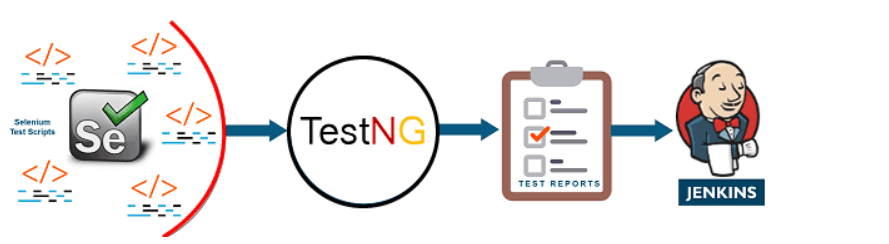 </>
</>
</>
</>
</>
Selenium
Test Scripts
Se
TestNG
TEST REPORTS
JENKINS